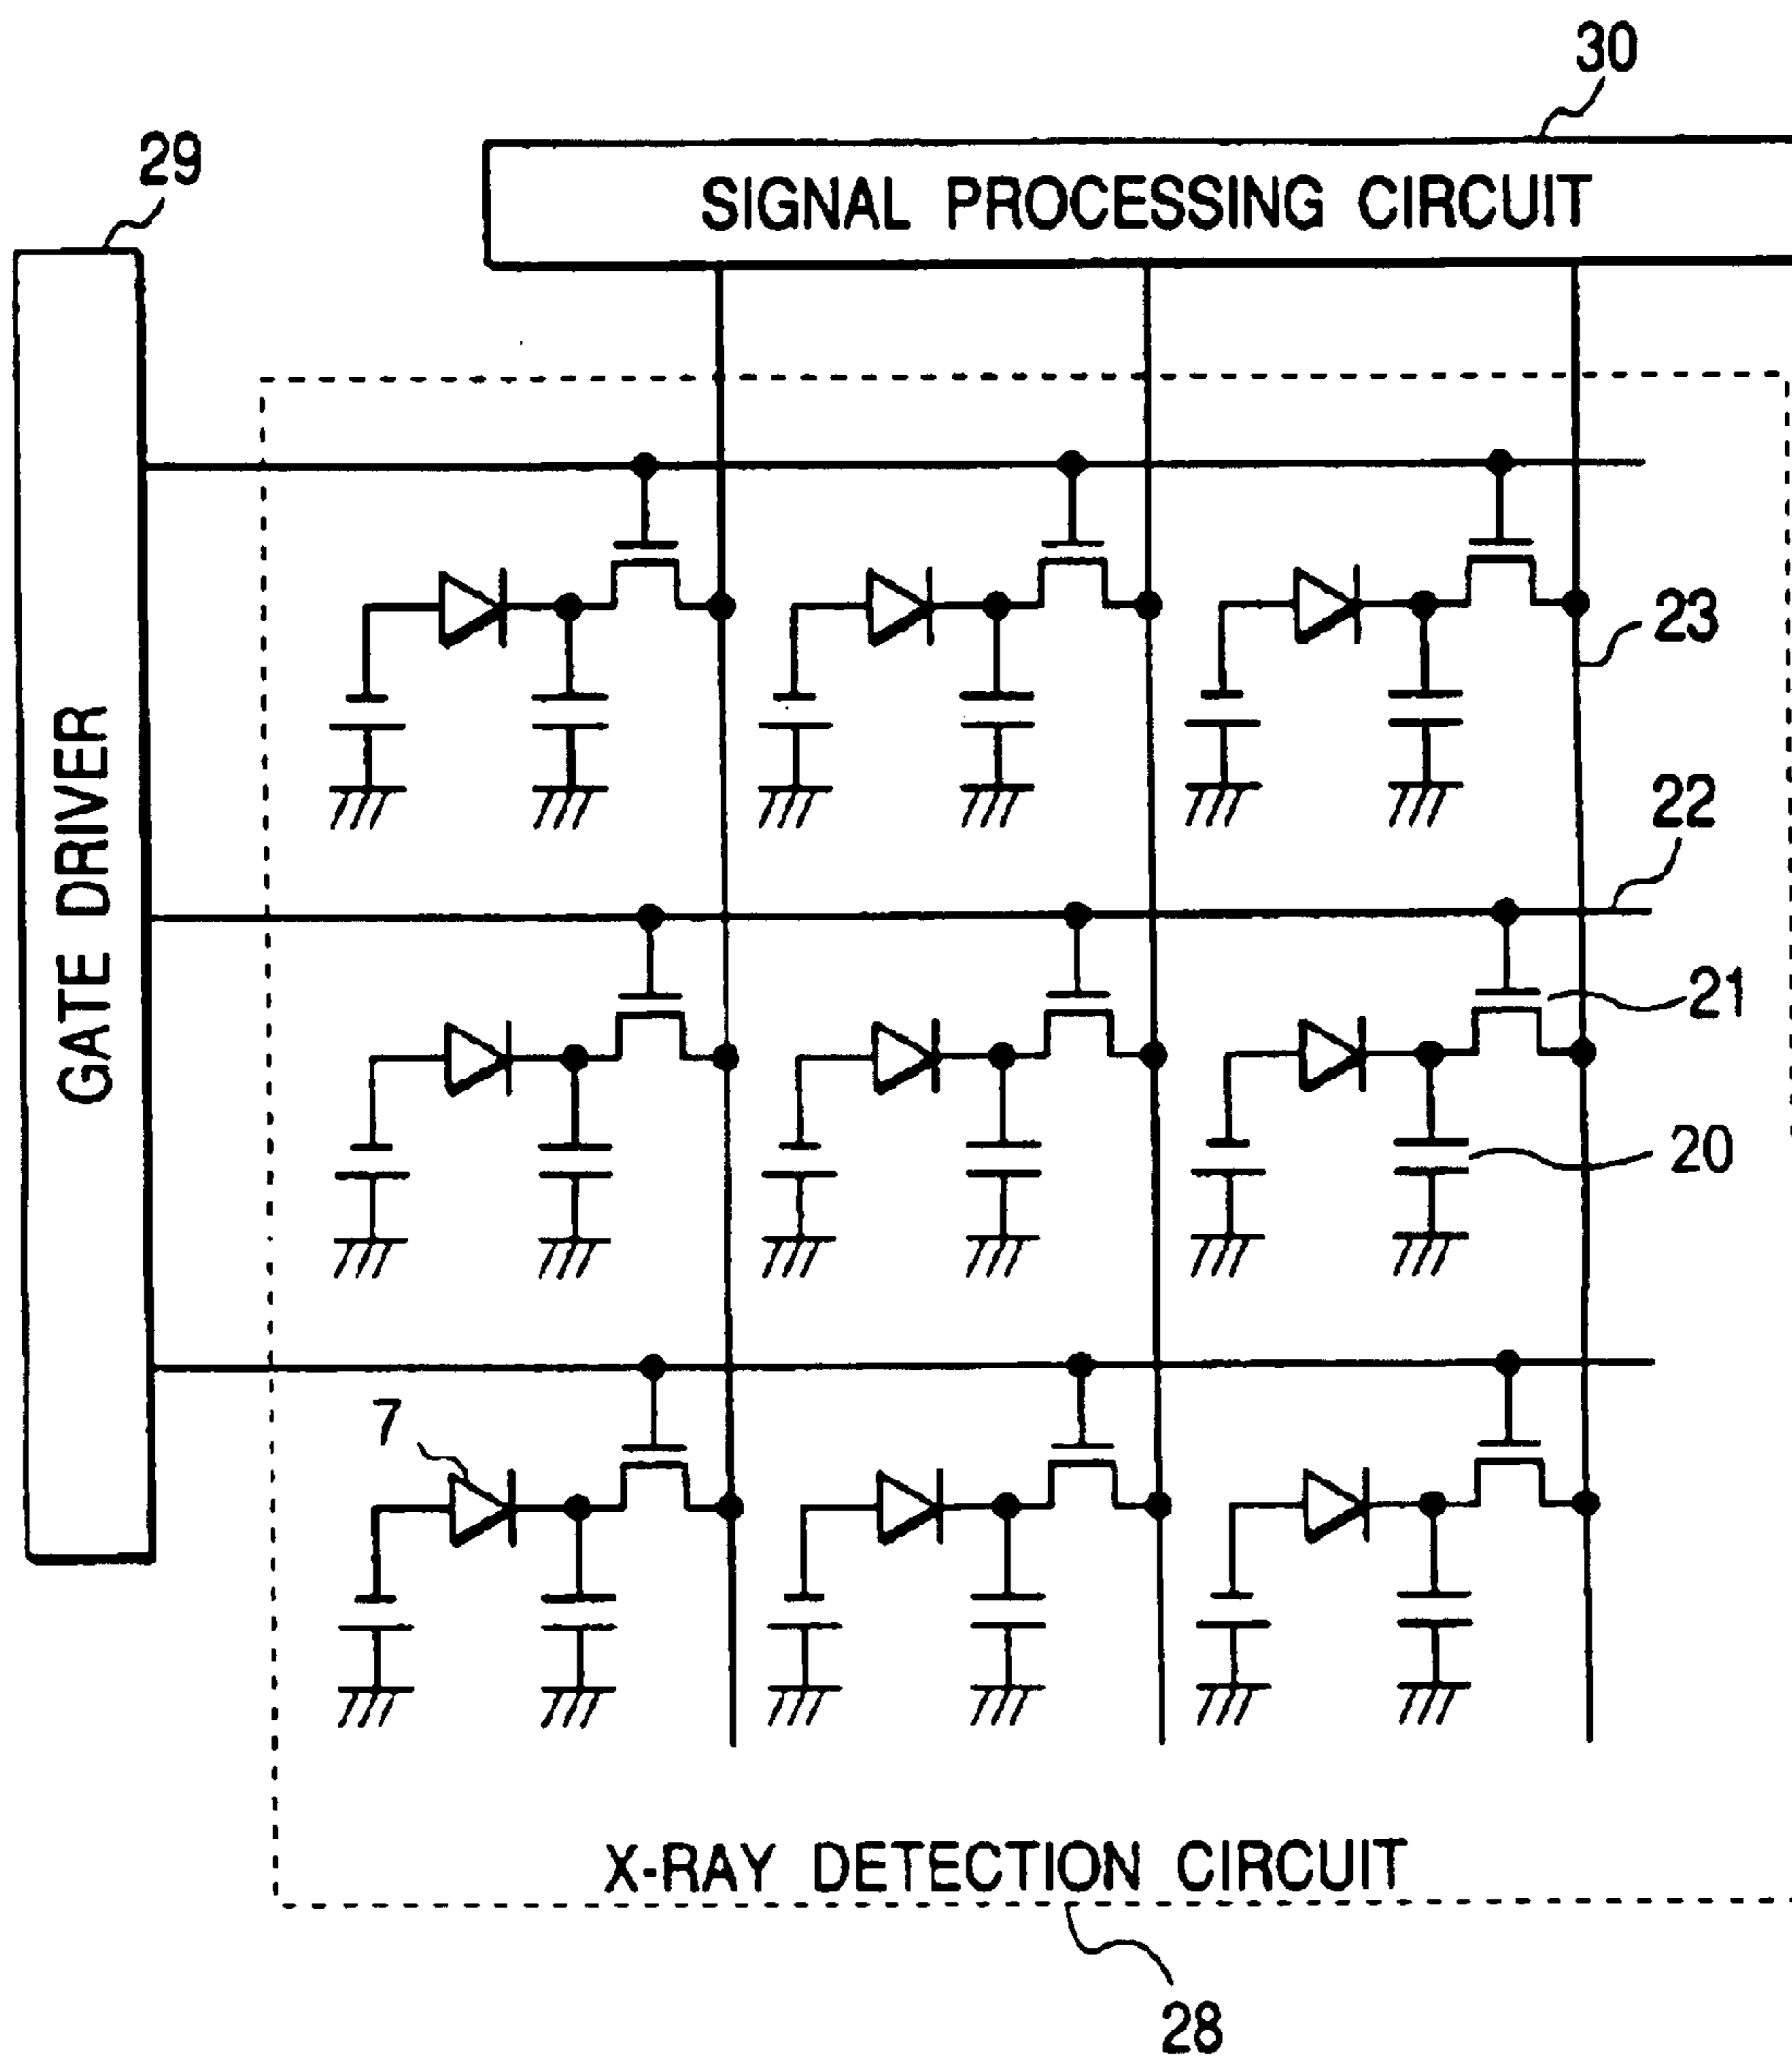 30
29
SIGNAL PROCESSING CIRCUIT
23
22
GATE DRIVER
21
20
7
X-RAY DETECTION CIRCUIT
28